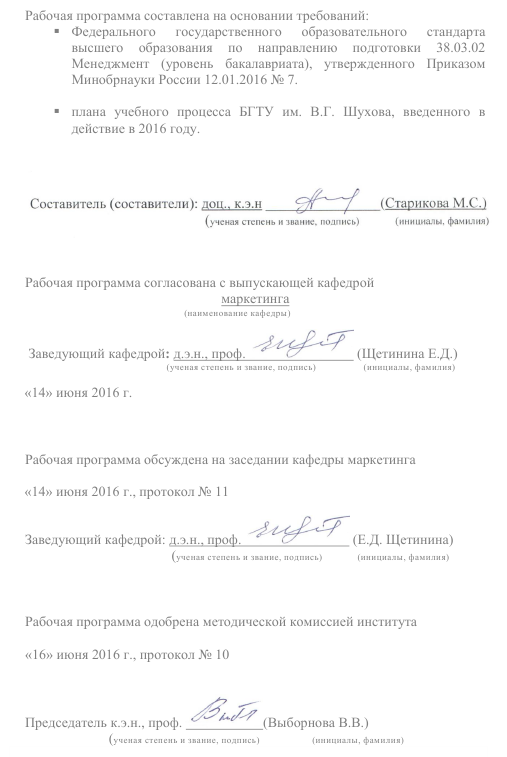 Рабочая программа составлена на основании требований:
▪ Федерального государственного образовательного стандарта
высшего образования по направлению подготовки 38.03.02
Менеджмент (уровень бакалавриата), утвержденного Приказом
Минобрнауки России 12.01.2016 № 7.
▪ плана учебного процесса БГТУ им. В.Г. Шухова, введенного в
действие в 2016 году.
Составитель (составители): доц., к.э.н (Старикова М.С.)
(ученая степень и звание, подпись) (инициалы, фамилия)
Рабочая программа согласована с выпускающей кафедрой
маркетинга
(наименование кафедры)
Заведующий кафедрой: д.э.н., проф. (Щетинина Е.Д.)
(ученая степень и звание, подпись) (инициалы, фамилия)
«14» июня 2016 г.
Рабочая программа обсуждена на заседании кафедры маркетинга
«14» июня 2016 г., протокол № 11
Заведующий кафедрой: д.э.н., проф. (Е.Д. Щетинина)
(ученая степень и звание, подпись) (инициалы, фамилия)
Рабочая программа одобрена методической комиссией института
«16» июня 2016 г., протокол № 10
Председатель к.э.н., проф. (Выборнова В.В.)
(ученая степень и звание, подпись) (инициалы, фамилия)